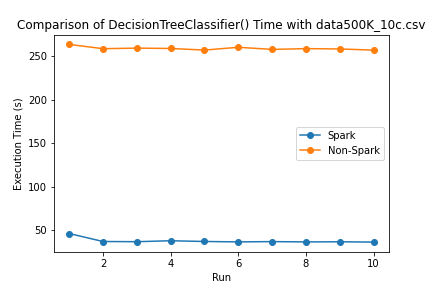 Comparison of DecisionTreeClassifier() Time with data500K_10c.csv
Execution Time (s)
250
200
150
100
50
Spark
Non-Spark
2 4 6 8 10
Run